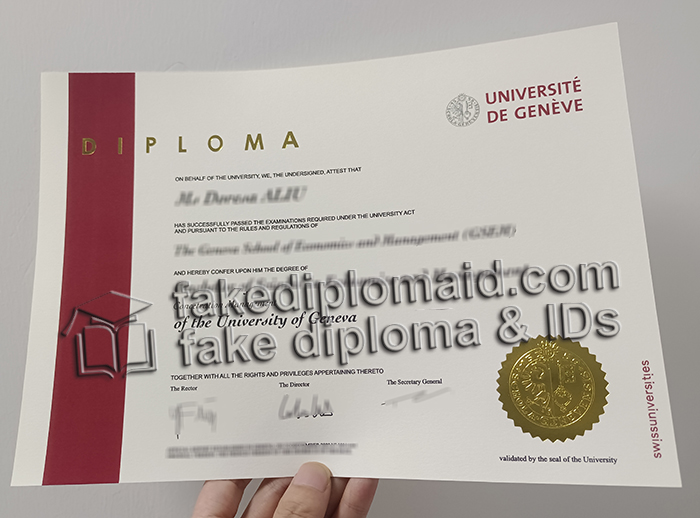 UNIVERSITÉ
DE GENÈVE
DIPLOMA
ON BEHALF OF THE UNIVERSITY, WE, THE UNDERSIGNED, ATTEST THAT
HAS SUCCESSFULLY PASSED THE EXAMINATIONS REQUIRED UNDER THE UNIVERSITY ACT
AND PURSUANT TO THE RULES AND REGULATIONS OF
The Geneva School of Economics and Management (GSEM)
AND HEREBY CONFER UPON HIM THE DEGREE OF
fakediplomaid.com
of the University of Geneva
fake diploma & IDs
TOGETHER WITH ALL THE RIGHTS AND PRIVILEGES APPERTAINING THERETO
The Rector The Director The Secretary General
swissuniversities
validated by the seal of the University